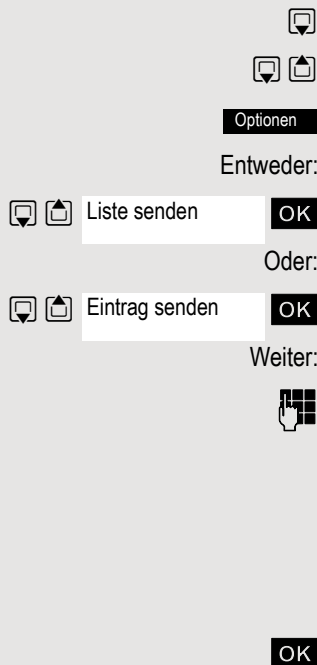 Optionen
Entweder:
Liste senden OK
Oder:
Eintrag senden OK
Weiter:
OK